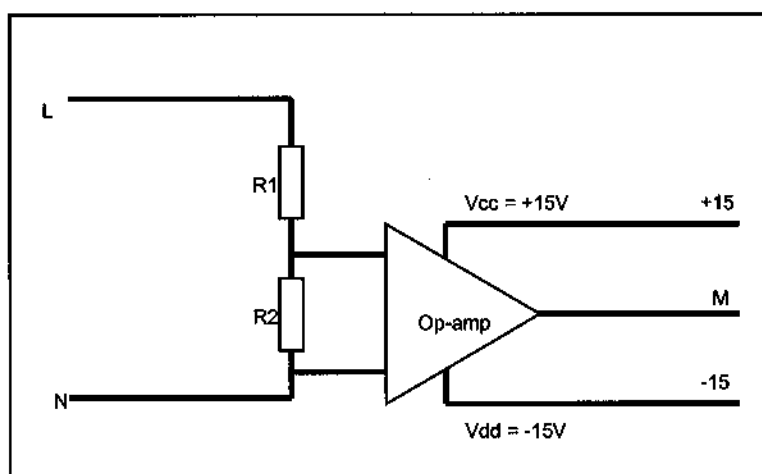 L
R1
Vcc = +15V +15
R2
Op-amp
M
N
-15
Vdd = -15V